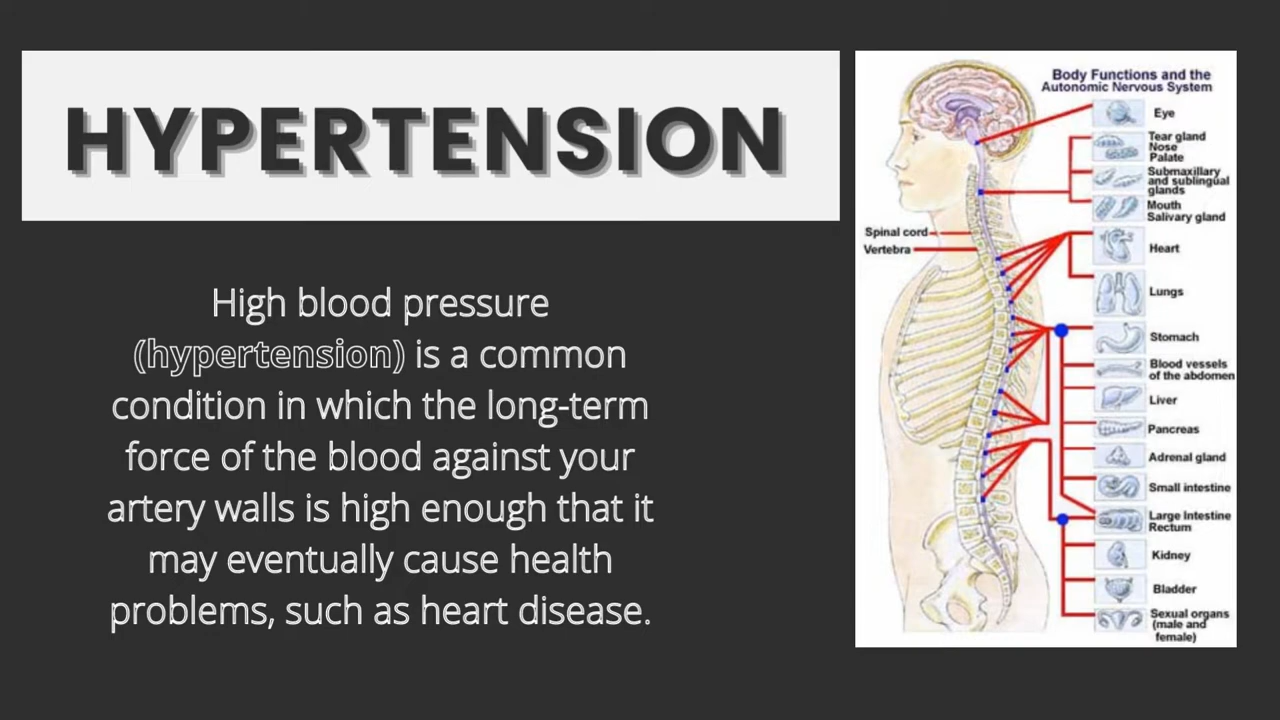 HYPERTENSION
High blood pressure
(hypertension) is a common
condition in which the long-term
force of the blood against your
artery walls is high enough that it
may eventually cause health
problems, such as heart disease.
Body Functions and the
Autonomic Nervous System
Eye
Tear gland
Nose
Palate
Submaxillary
and sublingual
glands
Mouth
Salivary gland
Spinal cord
Vertebra
Heart
Lungs
Stomach
Blood vessels
of the abdomen
Liver
Pancreas
Adrenal gland
Small intestine
Large Intestine
Rectum
Kidney
Bladder
Sexual organs
(male and
female)